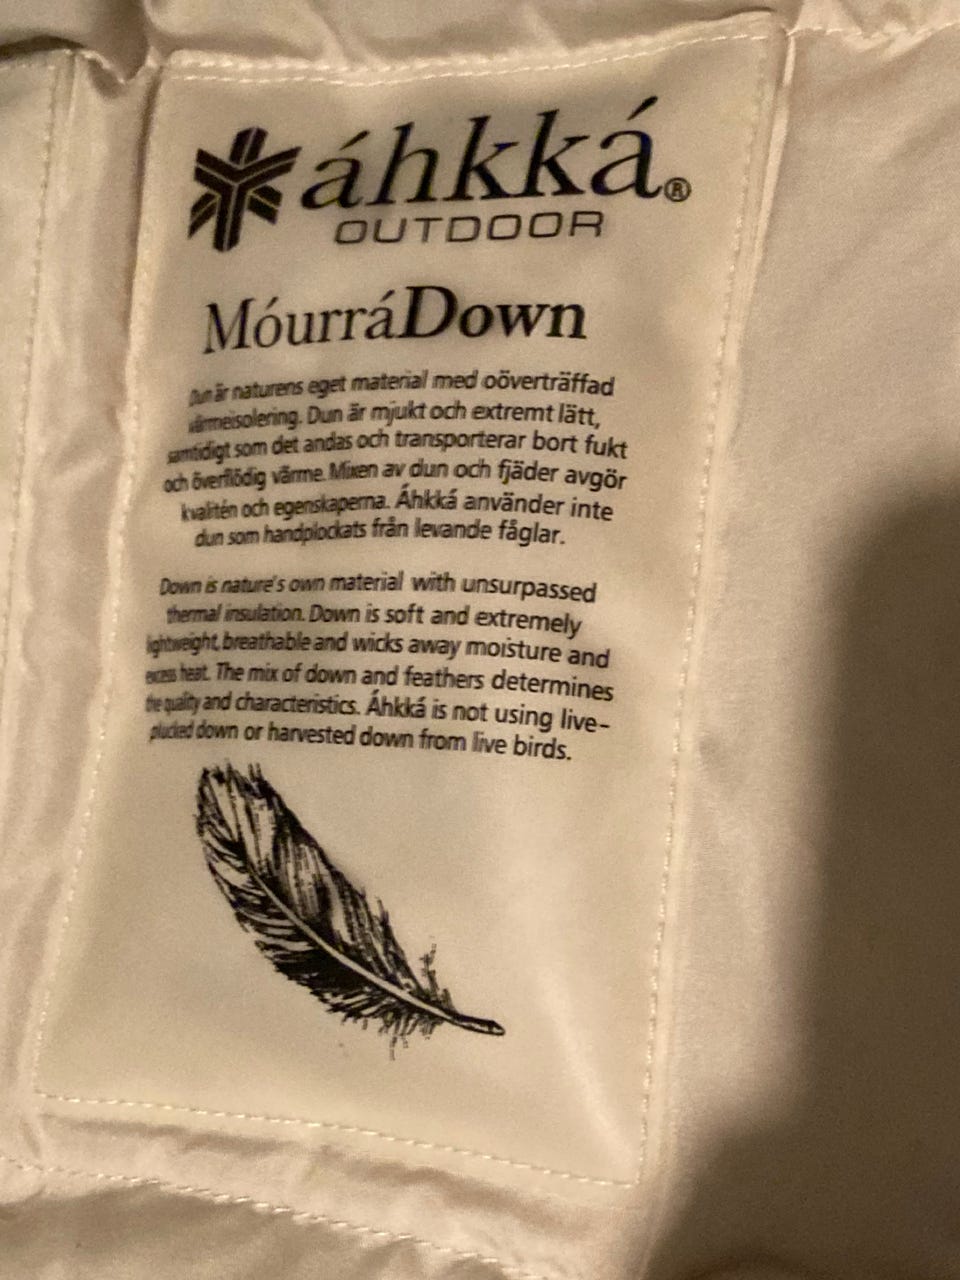 áhkká®
OUTDOOR
MóurráDown
Dun är naturens eget material med oöverträffad
värmeisolering. Dun är mjukt och extremt lätt,
samtidigt som det andas och transporterar bort fukt
och överflödig värme. Mixen av dun och fjäder avgör
kvalitén och egenskaperna. Áhkká använder inte
dun som handplockats från levande fåglar.
Down is nature's own material with unsurpassed
thermal insulation. Down is soft and extremely
lightweight, breathable and wicks away moisture and
excess heat. The mix of down and feathers determines
the quality and characteristics. Áhkká is not using live-
plucked down or harvested down from live birds.